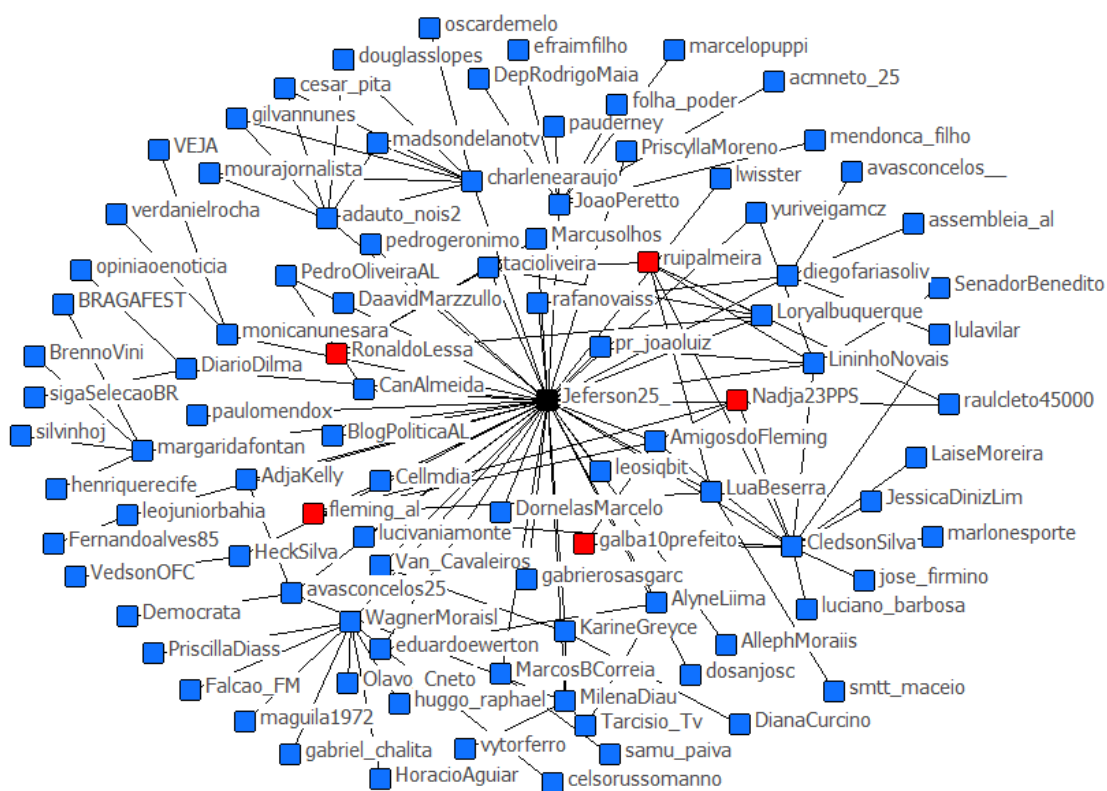 oscardemelo
efraimfilho
marcelopuppi
douglasslopes
DepRodrigoMaia
acmneto_25
cesar_pita
folha_poder
gilvannunes
pauderney
mendonca_filho
madsondelanotv
VEJA
PriscyllaMoreno
avasconcelos__
mourajornalista
charlenearaujo
lwisster
JoaoPeretto
verdanielrocha
adauto_nois2
yuriveigamcz
assembleia_al
pedrogeronimo
Marcusolhos
opiniaoenoticia
PedroOliveiraAL
tacioliveira
ruipalmeira
diegofariasoliv
BRAGAFEST
DaavidMarzzullo
rafanovaiss
SenadorBenedito
Loryalbuquerque
monicanunesara
BrennoVini
RonaldoLessa
pr_joaoluiz
lulavilar
DiarioDilma
LininhoNovais
sigaSelecaoBR
CanAlmeida
Jeferson25_
Nadja23PPS
raulcleto45000
paulomendox
silvinhoj
BlogPoliticaAL
AmigosdoFleming
margaridafontan
LaiseMoreira
henriquerecife
AdjaKelly
Cellmdia
leosiqbit
LuaBeserra
JessicaDinizLim
leojuniorbahia
fleming_al
DornelasMarcelo
Fernandoalves85
lucivaniamonte
galba10prefeito
CledsonSilva
marlonesporte
HeckSilva
Van_Cavaleiros
VedsonOFC
gabrierosasgarc
jose_firmino
avasconcelos25
AlyneLiima
luciano_barbosa
Democrata
WagnerMoraisl
KarineGreyce
PriscillaDiass
eduardoewerton
AllephMoraiis
MarcosBCorreia
dosanjosc
Falcao_FM
Olavo_Cneto
huggo_raphael
MilenaDiau
smtt_maceio
maguila1972
Tarcisio_Tv
DianaCurcino
gabriel_chalita
vytorferro
samu_paiva
HoracioAguiar
celsorussomanno